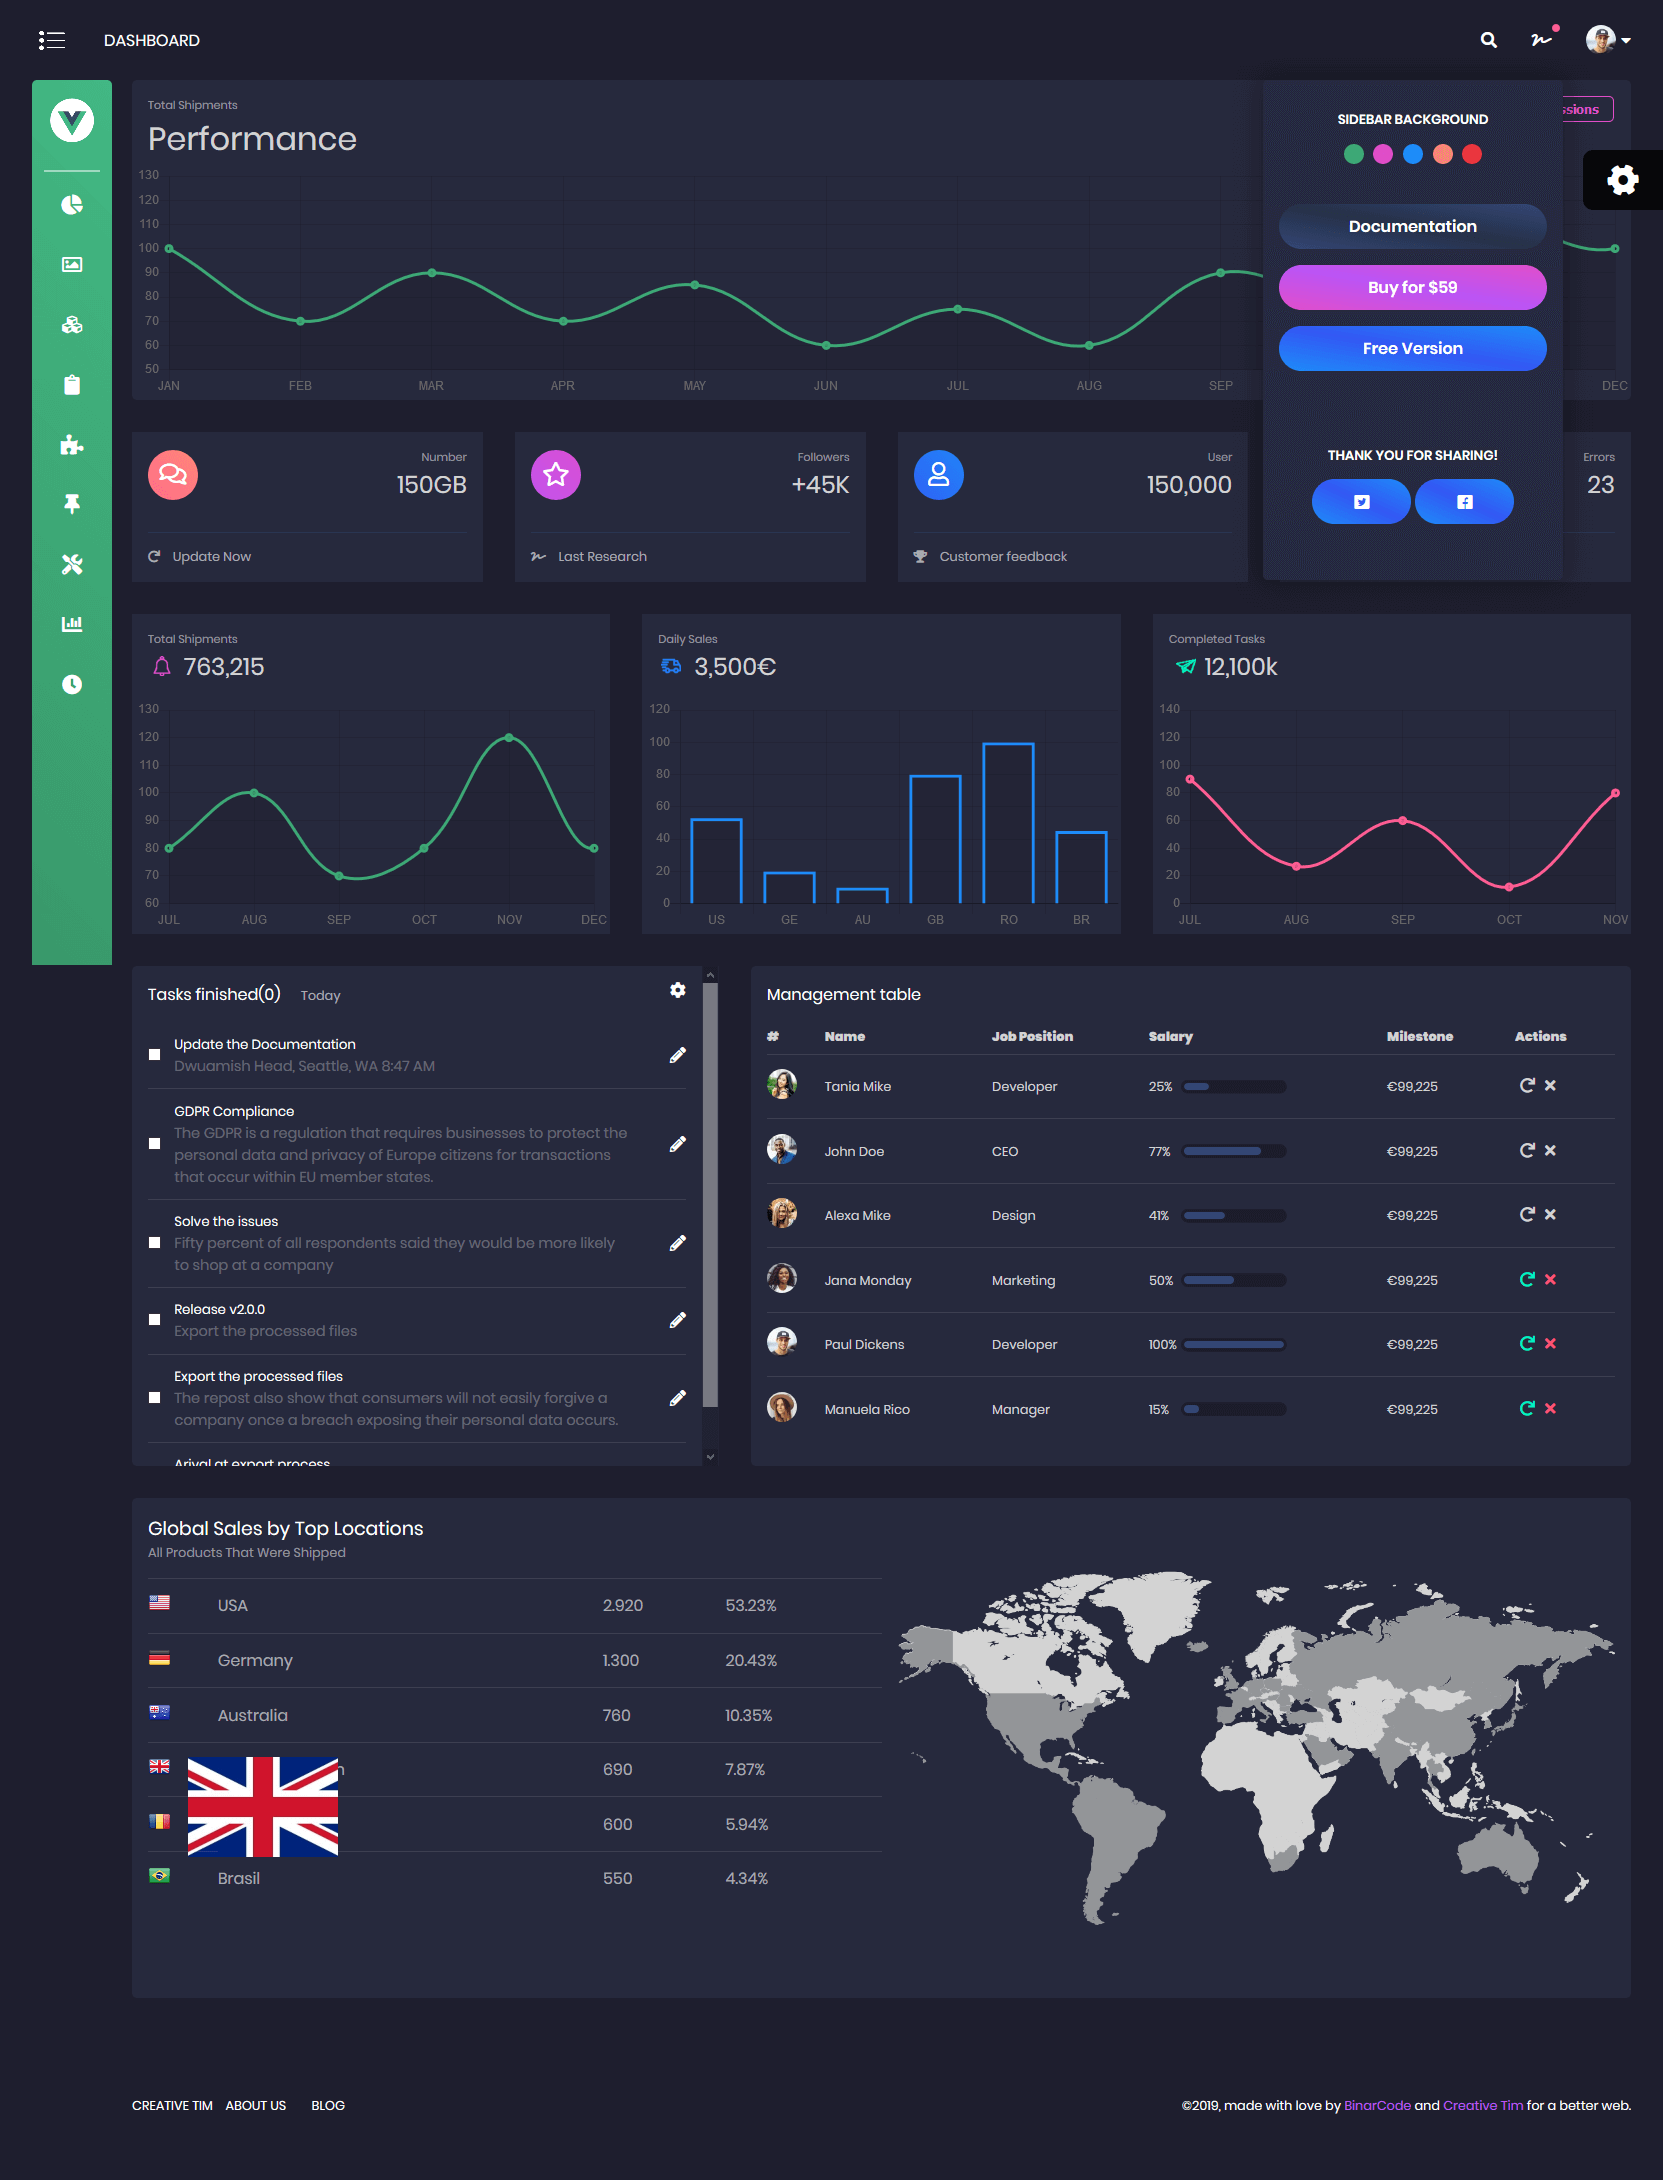 DASHBOARD
Total Shipments
Performance
SIDEBAR BACKGROUND
Documentation
Buy for $59
Free Version
THANK YOU FOR SHARING!
130
120
110
100
90
80
70
60
50
JAN FEB MAR APR MAY JUN JUL AUG SEP DEC
Number
150GB
Update Now
Followers
+45K
Last Research
User
150,000
Customer feedback
Errors
23
Total Shipments
763,215
130
120
110
100
90
80
70
60
JUL AUG SEP OCT NOV DEC
Daily Sales
3,500€
120
100
80
60
40
20
0
US GE AU GB RO BR
Completed Tasks
12,100k
140
120
100
80
60
40
20
0
JUL AUG SEP OCT NOV
Tasks finished(0) Today
Update the Documentation
Dwuamish Head, Seattle, WA 8:47 AM
GDPR Compliance
The GDPR is a regulation that requires businesses to protect the
personal data and privacy of Europe citizens for transactions
that occur within EU member states.
Solve the issues
Fifty percent of all respondents said they would be more likely
to shop at a company
Release v2.0.0
Export the processed files
Export the processed files
The repost also show that consumers will not easily forgive a
company once a breach exposing their personal data occurs.
Arival at export process
Management table
# Name Job Position Salary Milestone Actions
Tania Mike Developer 25% €99,225
John Doe CEO 77% €99,225
Alexa Mike Design 41% €99,225
Jana Monday Marketing 50% €99,225
Paul Dickens Developer 100% €99,225
Manuela Rico Manager 15% €99,225
Global Sales by Top Locations
All Products That Were Shipped
USA 2.920 53.23%
Germany 1.300 20.43%
Australia 760 10.35%
690 7.87%
600 5.94%
Brasil 550 4.34%
CREATIVE TIM ABOUT US BLOG
©2019, made with love by BinarCode and Creative Tim for a better web.